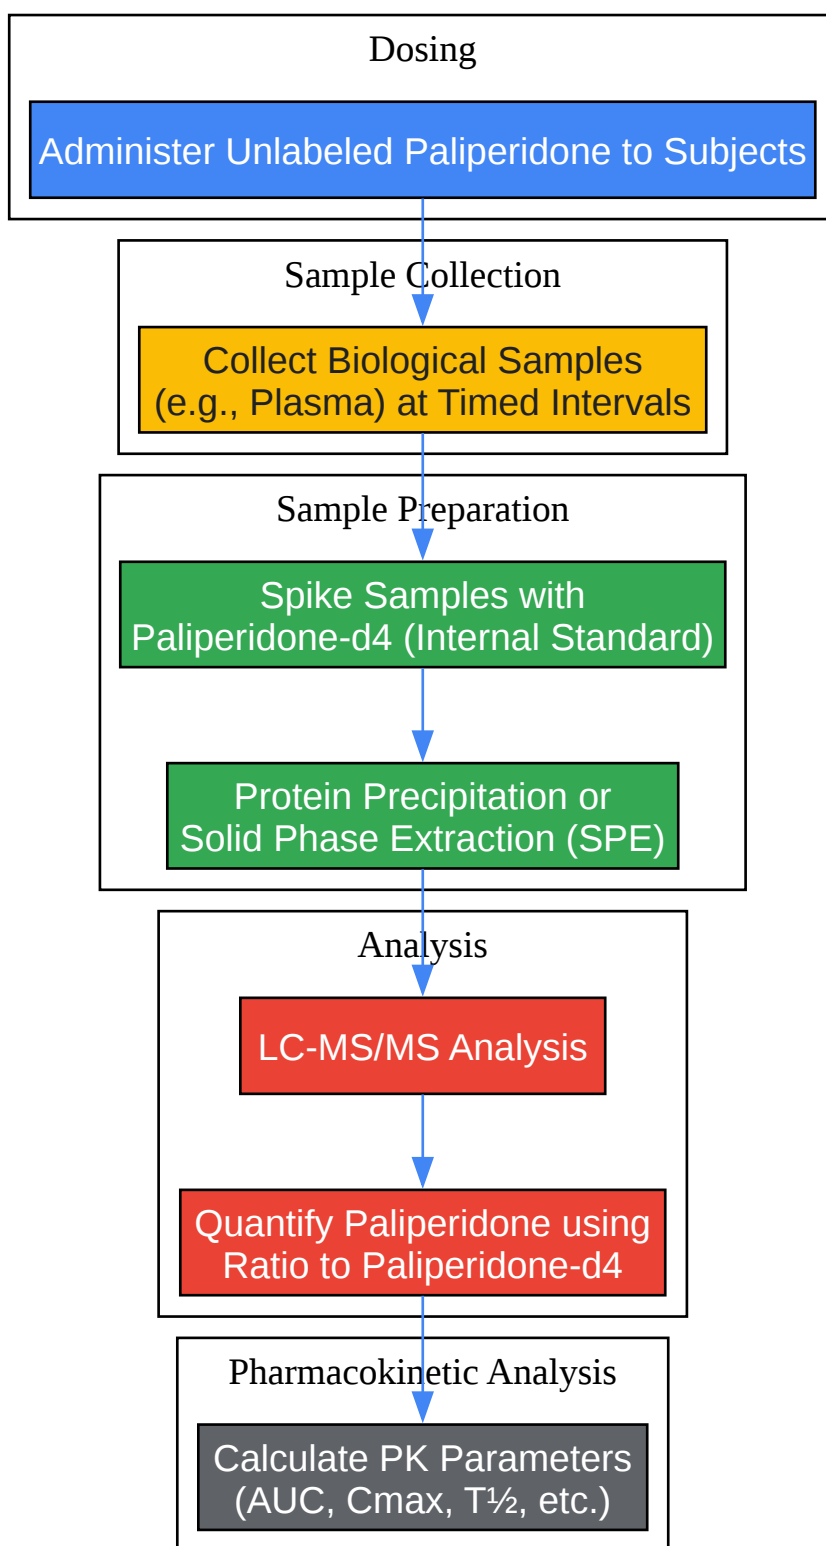 Dosing
Administer Unlabeled Paliperidone to Subjects
Sample Collection
Collect Biological Samples
(e.g., Plasma) at Timed Intervals
Sample Preparation
Spike Samples with
Paliperidone-d4 (Internal Standard)
Protein Precipitation or
Solid Phase Extraction (SPE)
Analysis
LC-MS/MS Analysis
Quantify Paliperidone using
Ratio to Paliperidone-d4
Pharmacokinetic Analysis
Calculate PK Parameters
(AUC, Cmax, T½, etc.)